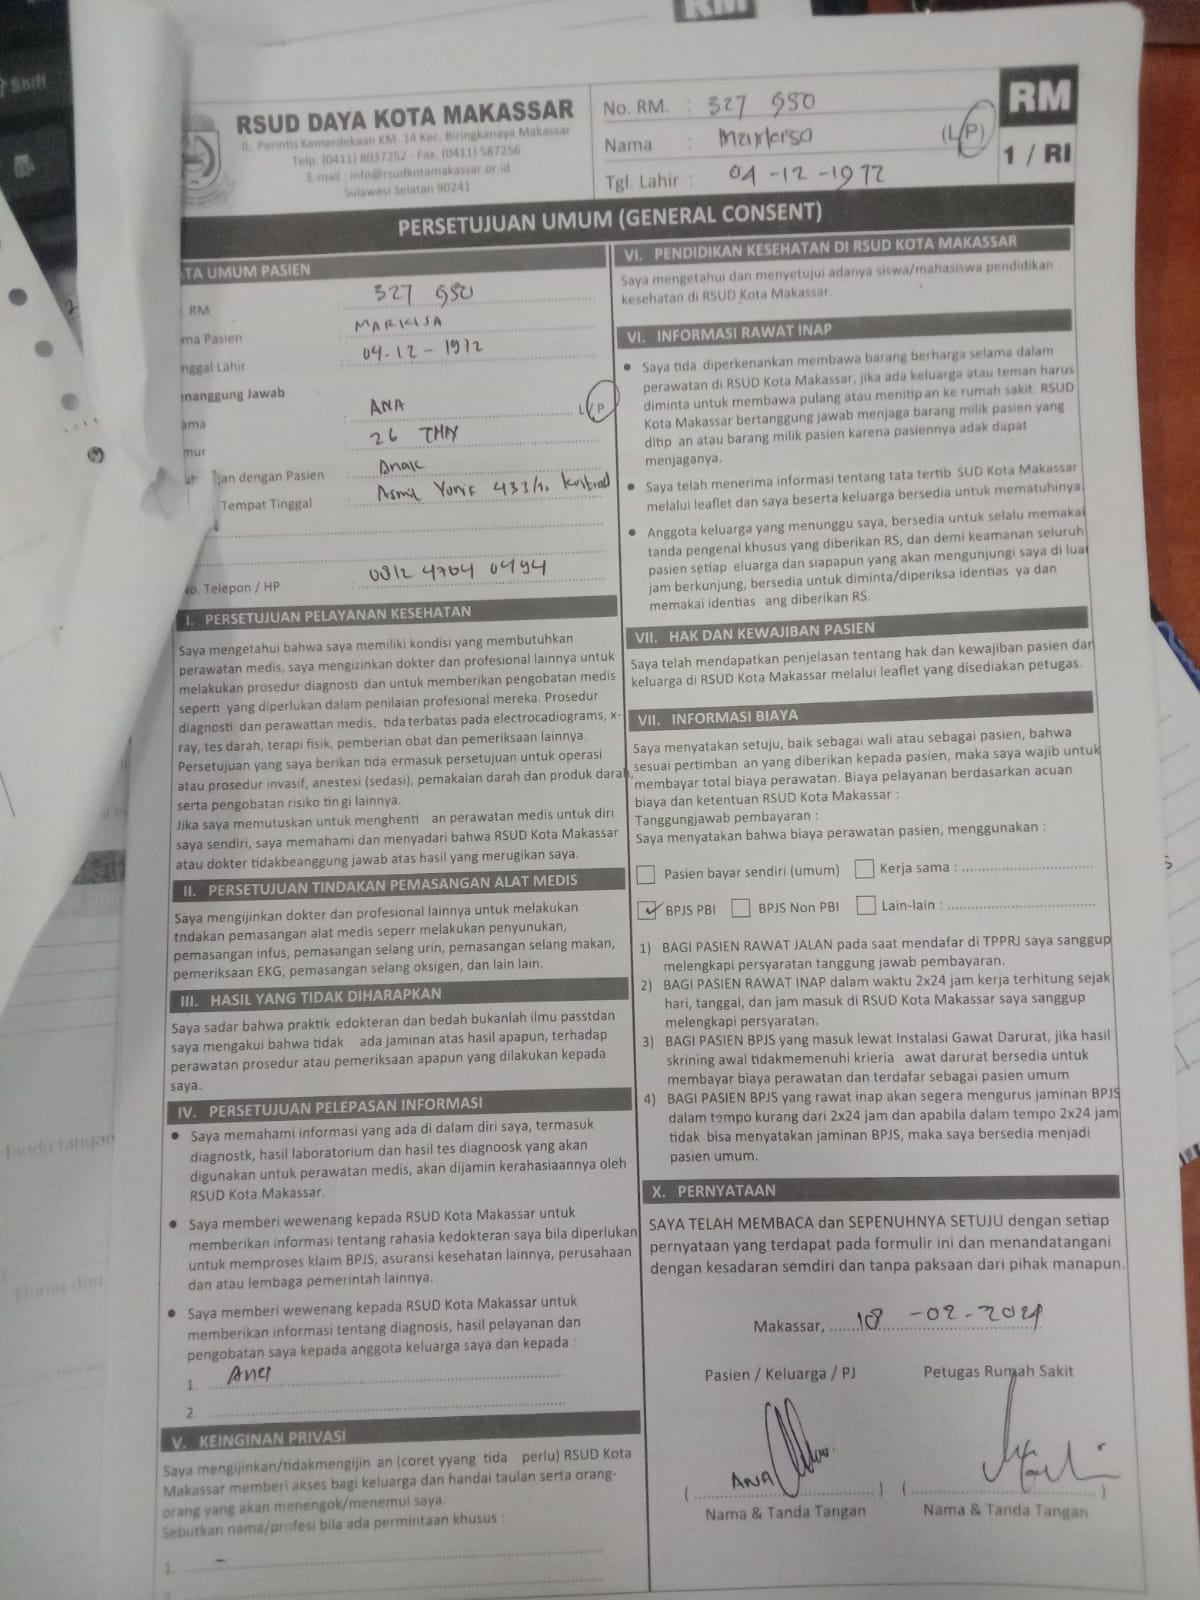 Shift
RM
RSUD DAYA KOTA MAKASSAR
JL. Perintis Kemerdekaan KM. 14 Kec. Biringkanaya Makassar
Telp. (0411) 8037252 - Fax. (0411) 587256
E-mail : info@rsudkotamakassar.or.id
Sulawesi Selatan 90241
No. RM. : 327 950
Nama :
(L/P)
Tgl. Lahir : 04-12-1972
RM
1 / RI
PERSETUJUAN UMUM (GENERAL CONSENT)
TA UMUM PASIEN
. RM 327 950
ma Pasien : MARKISA
nggal Lahir : 04-12-1972
enanggung Jawab
ama : ANA L/P
mur : 26 THN
gan dengan Pasien : Anak
Tempat Tinggal : Asmil Yonif 433/
No. Telepon / HP : 0812 4704 0494
I. PERSETUJUAN PELAYANAN KESEHATAN
Saya mengetahui bahwa saya memiliki kondisi yang membutuhkan
perawatan medis, saya mengizinkan dokter dan profesional lainnya untuk
melakukan prosedur diagnosti dan untuk memberikan pengobatan medis
seperti yang diperlukan dalam penilaian profesional mereka. Prosedur
diagnosti dan perawattan medis, tida terbatas pada electrocadiograms, x-
ray, tes darah, terapi fisik, pemberian obat dan pemeriksaan lainnya.
Persetujuan yang saya berikan tida ermasuk persetujuan untuk operasi
atau prosedur invasif, anestesi (sedasi), pemakaian darah dan produk darah,
serta pengobatan risiko tin gi lainnya.
Jika saya memutuskan untuk menghenti an perawatan medis untuk diri
saya sendiri, saya memahami dan menyadari bahwa RSUD Kota Makassar
atau dokter tidakbeanggung jawab atas hasil yang merugikan saya.
II. PERSETUJUAN TINDAKAN PEMASANGAN ALAT MEDIS
Saya mengijinkan dokter dan profesional lainnya untuk melakukan
tndakan pemasangan alat medis seperr melakukan penyunukan,
pemasangan infus, pemasangan selang urin, pemasangan selang makan,
pemeriksaan EKG, pemasangan selang oksigen, dan lain lain.
III. HASIL YANG TIDAK DIHARAPKAN
Saya sadar bahwa praktik edokteran dan bedah bukanlah ilmu passtdan
saya mengakui bahwa tidak ada jaminan atas hasil apapun, terhadap
perawatan prosedur atau pemeriksaan apapun yang dilakukan kepada
saya.
IV. PERSETUJUAN PELEPASAN INFORMASI
● Saya memahami informasi yang ada di dalam diri saya, termasuk
diagnostk, hasil laboratorium dan hasil tes diagnoosk yang akan
digunakan untuk perawatan medis, akan dijamin kerahasiaannya oleh
RSUD Kota Makassar.
● Saya memberi wewenang kepada RSUD Kota Makassar untuk
memberikan informasi tentang rahasia kedokteran saya bila diperlukan
untuk memproses klaim BPJS, asuransi kesehatan lainnya, perusahaan
dan atau lembaga pemerintah lainnya.
● Saya memberi wewenang kepada RSUD Kota Makassar untuk
memberikan informasi tentang diagnosis, hasil pelayanan dan
pengobatan saya kepada anggota keluarga saya dan kepada :
1. Ana
2.
V. KEINGINAN PRIVASI
Saya mengijinkan/tidakmengijin an (coret yyang tida perlu) RSUD Kota
Makassar memberi akses bagi keluarga dan handai taulan serta orang-
orang yang akan menengok/menemui saya.
Sebutkan nama/profesi bila ada permintaan khusus :
1. -
VI. PENDIDIKAN KESEHATAN DI RSUD KOTA MAKASSAR
Saya mengetahui dan menyetujui adanya siswa/mahasiswa pendidikan
kesehatan di RSUD Kota Makassar.
VI. INFORMASI RAWAT INAP
● Saya tida diperkenankan membawa barang berharga selama dalam
perawatan di RSUD Kota Makassar, jika ada keluarga atau teman harus
diminta untuk membawa pulang atau menitip an ke rumah sakit. RSUD
Kota Makassar bertanggung jawab menjaga barang milik pasien yang
ditip an atau barang milik pasien karena pasiennya adak dapat
menjaganya.
● Saya telah menerima informasi tentang tata tertib SUD Kota Makassar
melalui leaflet dan saya beserta keluarga bersedia untuk mematuhinya.
● Anggota keluarga yang menunggu saya, bersedia untuk selalu memakai
tanda pengenal khusus yang diberikan RS, dan demi keamanan seluruh
pasien setiap eluarga dan siapapun yang akan mengunjungi saya di luar
jam berkunjung, bersedia untuk diminta/diperiksa identias ya dan
memakai identias ang diberikan RS.
VII. HAK DAN KEWAJIBAN PASIEN
Saya telah mendapatkan penjelasan tentang hak dan kewajiban pasien dan
keluarga di RSUD Kota Makassar melalui leaflet yang disediakan petugas.
VII. INFORMASI BIAYA
Saya menyatakan setuju, baik sebagai wali atau sebagai pasien, bahwa
sesuai pertimban an yang diberikan kepada pasien, maka saya wajib untuk
membayar total biaya perawatan. Biaya pelayanan berdasarkan acuan
biaya dan ketentuan RSUD Kota Makassar :
Tanggungjawab pembayaran :
Saya menyatakan bahwa biaya perawatan pasien, menggunakan :
Pasien bayar sendiri (umum) Kerja sama :
✓ BPJS PBI BPJS Non PBI Lain-lain :
1) BAGI PASIEN RAWAT JALAN pada saat mendafar di TPPRJ saya sanggup
melengkapi persyaratan tanggung jawab pembayaran.
2) BAGI PASIEN RAWAT INAP dalam waktu 2x24 jam kerja terhitung sejak
hari, tanggal, dan jam masuk di RSUD Kota Makassar saya sanggup
melengkapi persyaratan.
3) BAGI PASIEN BPJS yang masuk lewat Instalasi Gawat Darurat, jika hasil
skrining awal tidakmemenuhi krieria awat darurat bersedia untuk
membayar biaya perawatan dan terdafar sebagai pasien umum
4) BAGI PASIEN BPJS yang rawat inap akan segera mengurus jaminan BPJS
dalam tempo kurang dari 2x24 jam dan apabila dalam tempo 2x24 jam
tidak bisa menyatakan jaminan BPJS, maka saya bersedia menjadi
pasien umum.
X. PERNYATAAN
SAYA TELAH MEMBACA dan SEPENUHNYA SETUJU dengan setiap
pernyataan yang terdapat pada formulir ini dan menandatangani
dengan kesadaran semdiri dan tanpa paksaan dari pihak manapun.
Makassar, 18 -02-2024
Pasien / Keluarga / PJ Petugas Rumah Sakit
ANA
Nama & Tanda Tangan Nama & Tanda Tangan